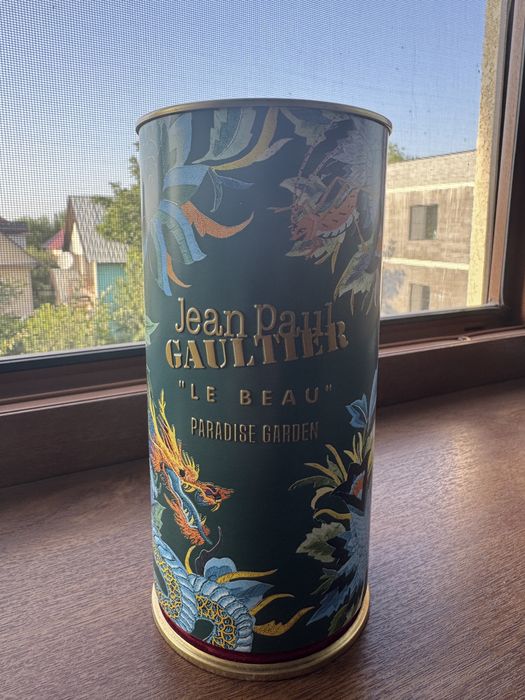 Jean Paul
GAULTIER
"LE BEAU"
PARADISE GARDEN